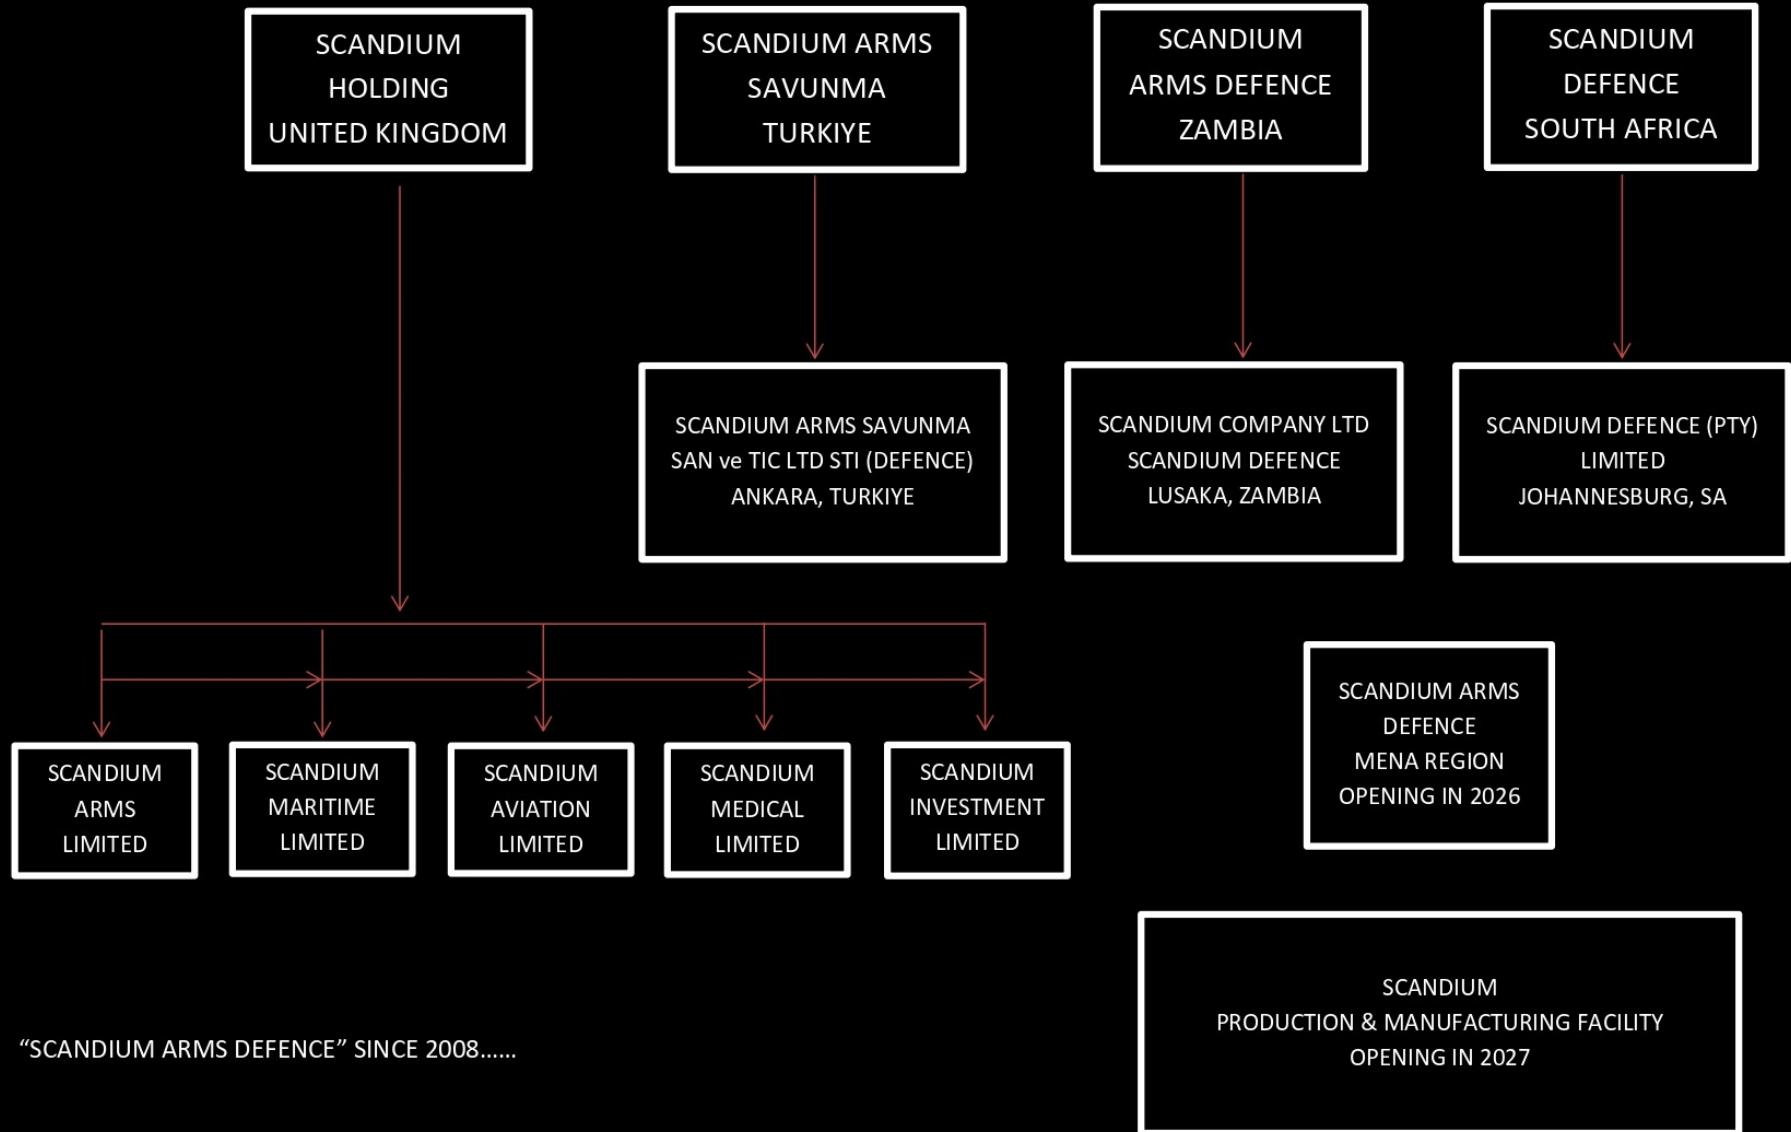 SCANDIUM
HOLDING
UNITED KINGDOM
SCANDIUM ARMS
SAVUNMA
TURKIYE
SCANDIUM
ARMS DEFENCE
ZAMBIA
SCANDIUM
DEFENCE
SOUTH AFRICA
SCANDIUM ARMS SAVUNMA
SAN ve TIC LTD STI (DEFENCE)
ANKARA, TURKIYE
SCANDIUM COMPANY LTD
SCANDIUM DEFENCE
LUSAKA, ZAMBIA
SCANDIUM DEFENCE (PTY)
LIMITED
JOHANNESBURG, SA
SCANDIUM
ARMS
LIMITED
SCANDIUM
MARITIME
LIMITED
SCANDIUM
AVIATION
LIMITED
SCANDIUM
MEDICAL
LIMITED
SCANDIUM
INVESTMENT
LIMITED
SCANDIUM ARMS
DEFENCE
MENA REGION
OPENING IN 2026
SCANDIUM
PRODUCTION & MANUFACTURING FACILITY
OPENING IN 2027
“SCANDIUM ARMS DEFENCE” SINCE 2008......